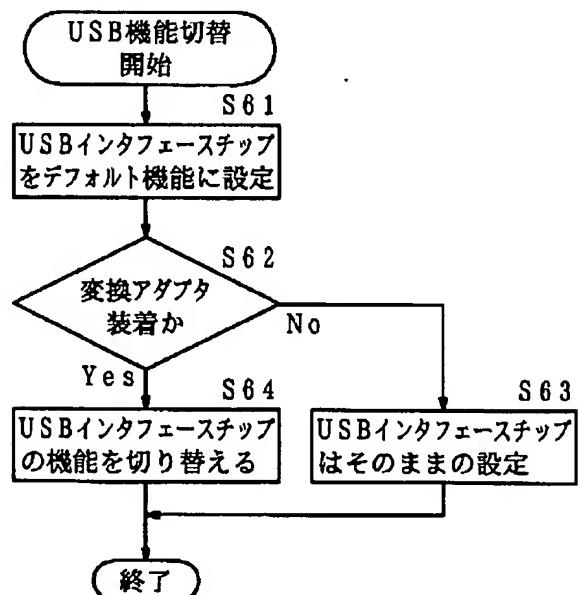 USB機能切替
開始
S61
USBインタフェースチップ
をデフォルト機能に設定
S62
変換アダプタ
装着か
No
Yes
S64
USBインタフェースチップ
の機能を切り替える
S63
USBインタフェースチップ
はそのままの設定
終了